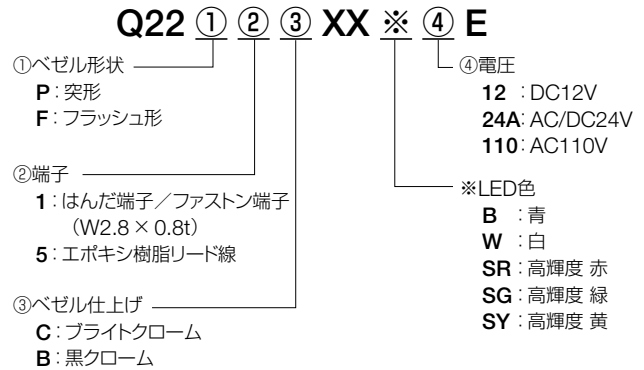 Q22 ① ② ③ XX ※ ④ E
①ベゼル形状
P：突形
F：フラッシュ形
②端子
1：はんだ端子／ファストン端子
（W2.8×0.8t）
5：エポキシ樹脂リード線
③ベゼル仕上げ
C：ブライトクローム
B：黒クローム
④電圧
12：DC12V
24A：AC/DC24V
110：AC110V
※LED色
B：青
W：白
SR：高輝度 赤
SG：高輝度 緑
SY：高輝度 黄